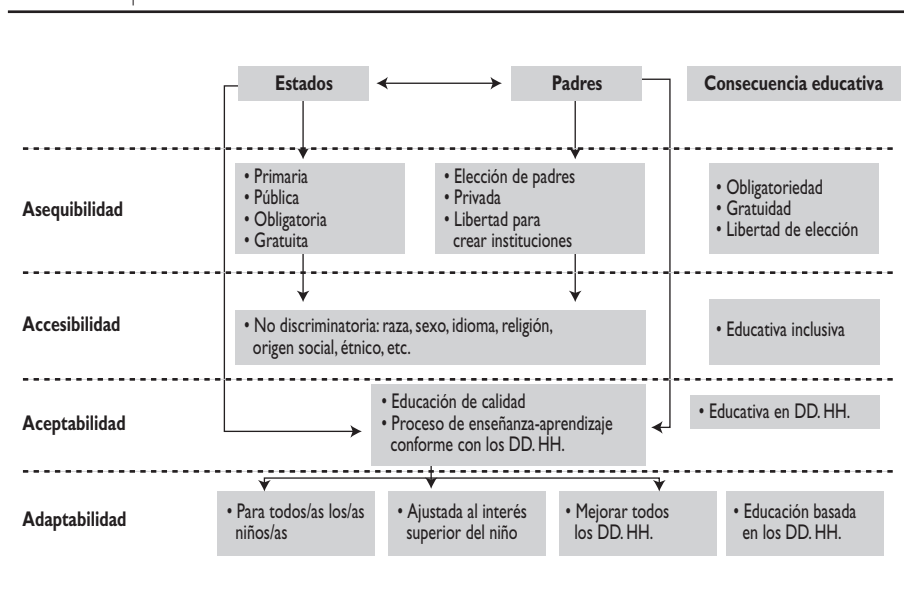 Estados
Padres
Consecuencia educativa
Asequibilidad
• Primaria
• Pública
• Obligatoria
• Gratuita
• Elección de padres
• Privada
• Libertad para
crear instituciones
• Obligatoriedad
• Gratuidad
• Libertad de elección
Accesibilidad
• No discriminatoria: raza, sexo, idioma, religión,
origen social, étnico, etc.
• Educativa inclusiva
Aceptabilidad
• Educación de calidad
• Proceso de enseñanza-aprendizaje
conforme con los DD. HH.
• Educativa en DD. HH.
Adaptabilidad
• Para todos/as los/as
niños/as
• Ajustada al interés
superior del niño
• Mejorar todos
los DD. HH.
• Educación basada
en los DD. HH.